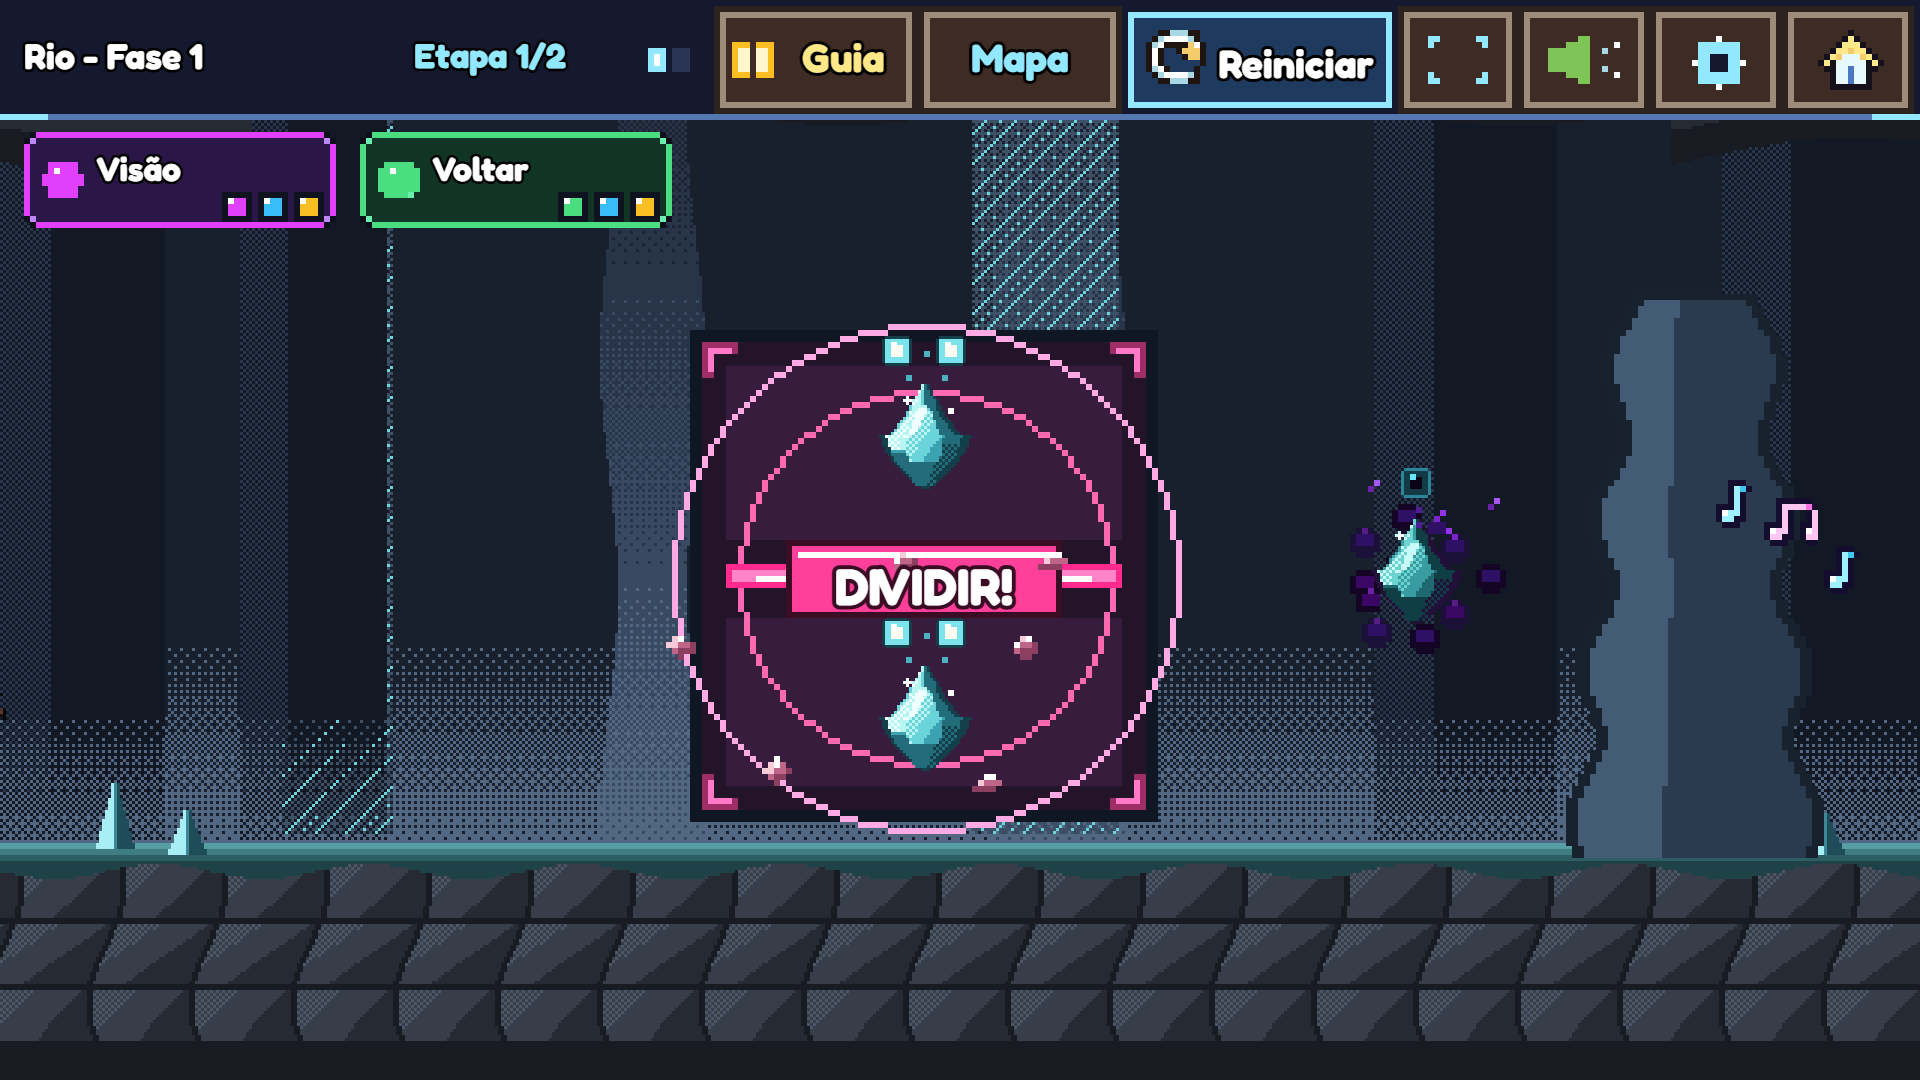 Rio - Fase 1
Etapa 1/2
Guia
Mapa
Reiniciar
Visão
Voltar
DIVIDIR!